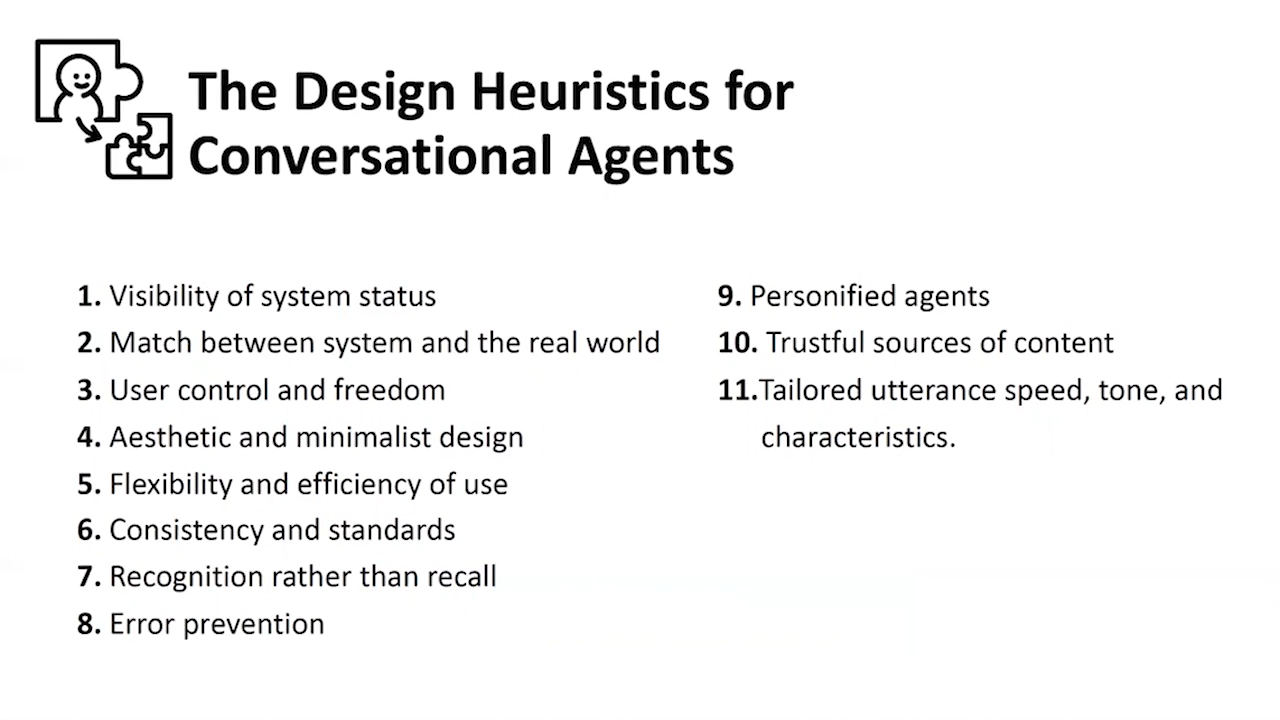 The Design Heuristics for
Conversational Agents
1. Visibility of system status
2. Match between system and the real world
3. User control and freedom
4. Aesthetic and minimalist design
5. Flexibility and efficiency of use
6. Consistency and standards
7. Recognition rather than recall
8. Error prevention
9. Personified agents
10. Trustful sources of content
11.Tailored utterance speed, tone, and
characteristics.